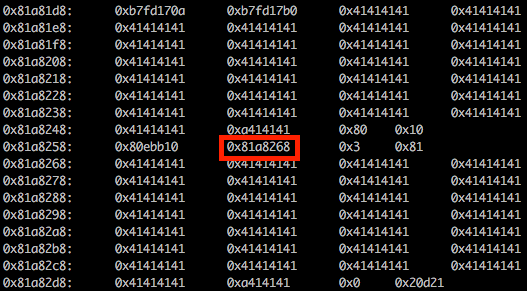 0x81a81d8: 0xb7fd170a 0xb7fd17b0 0x41414141 0x41414141
0x81a81e8: 0x41414141 0x41414141 0x41414141 0x41414141
0x81a81f8: 0x41414141 0x41414141 0x41414141 0x41414141
0x81a8208: 0x41414141 0x41414141 0x41414141 0x41414141
0x81a8218: 0x41414141 0x41414141 0x41414141 0x41414141
0x81a8228: 0x41414141 0x41414141 0x41414141 0x41414141
0x81a8238: 0x41414141 0x41414141 0x41414141 0x41414141
0x81a8248: 0x41414141 0xa414141 0x80 0x10
0x81a8258: 0x80ebb10 0x81a8268 0x3 0x81
0x81a8268: 0x41414141 0x41414141 0x41414141 0x41414141
0x81a8278: 0x41414141 0x41414141 0x41414141 0x41414141
0x81a8288: 0x41414141 0x41414141 0x41414141 0x41414141
0x81a8298: 0x41414141 0x41414141 0x41414141 0x41414141
0x81a82a8: 0x41414141 0x41414141 0x41414141 0x41414141
0x81a82b8: 0x41414141 0x41414141 0x41414141 0x41414141
0x81a82c8: 0x41414141 0x41414141 0x41414141 0x41414141
0x81a82d8: 0x41414141 0xa414141 0x0 0x20d21